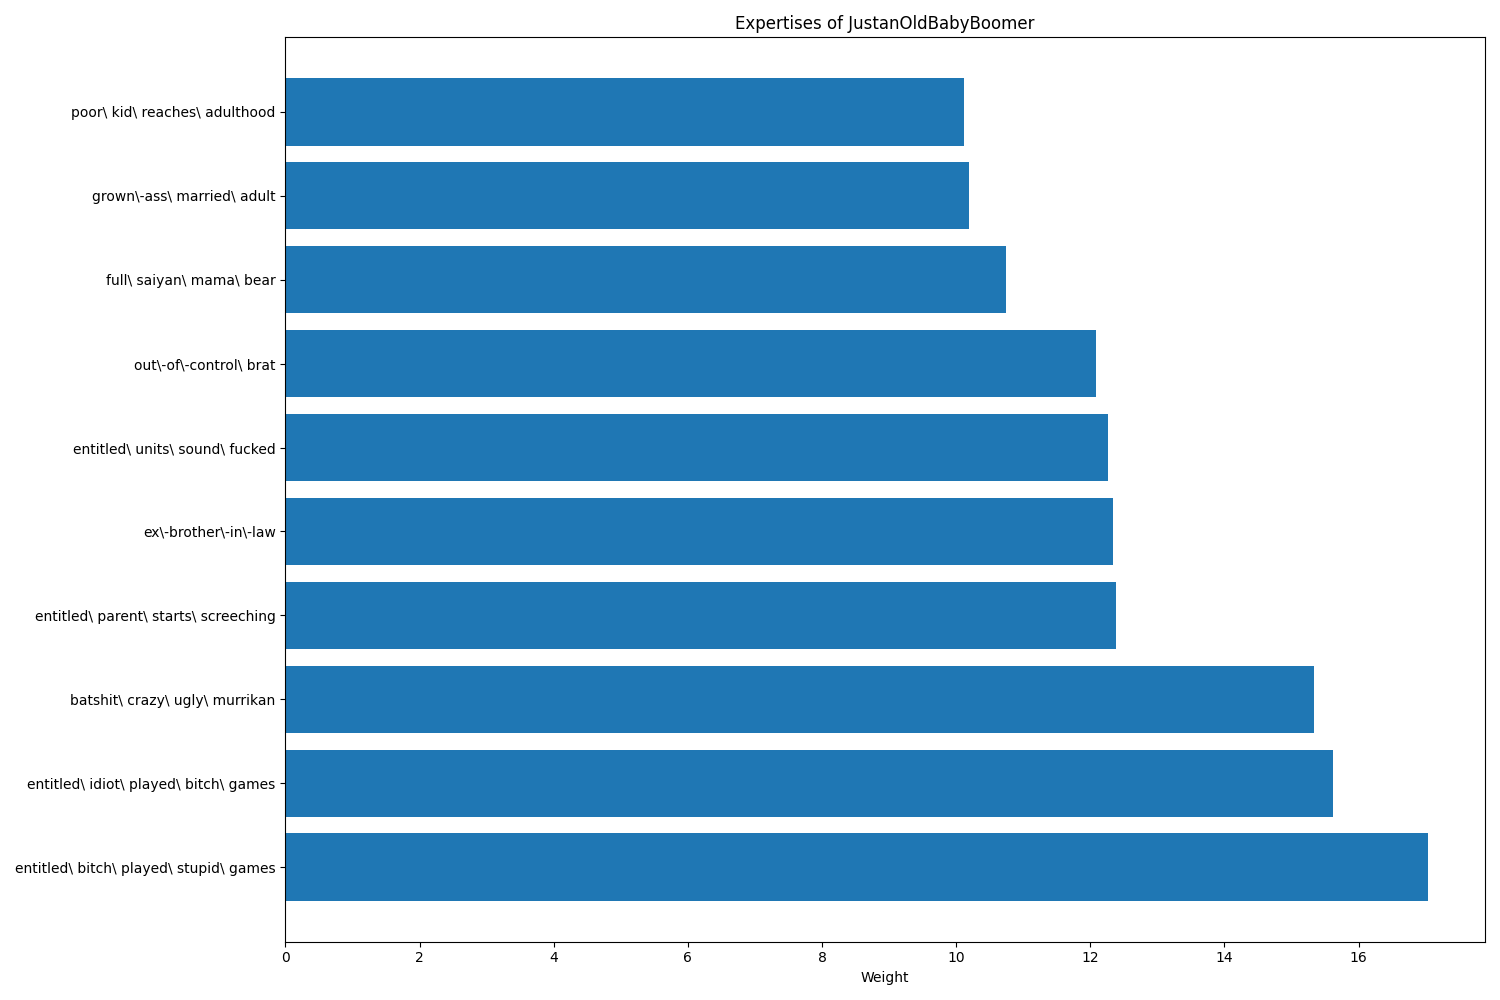 Expertises of JustanOldBabyBoomer
poor\ kid\ reaches\ adulthood
grown\-ass\ married\ adult
full\ saiyan\ mama\ bear
out\-of\-control\ brat
entitled\ units\ sound\ fucked
ex\-brother\-in\-law
entitled\ parent\ starts\ screeching
batshit\ crazy\ ugly\ murrikan
entitled\ idiot\ played\ bitch\ games
entitled\ bitch\ played\ stupid\ games
0 2 4 6 8 10 12 14 16
Weight